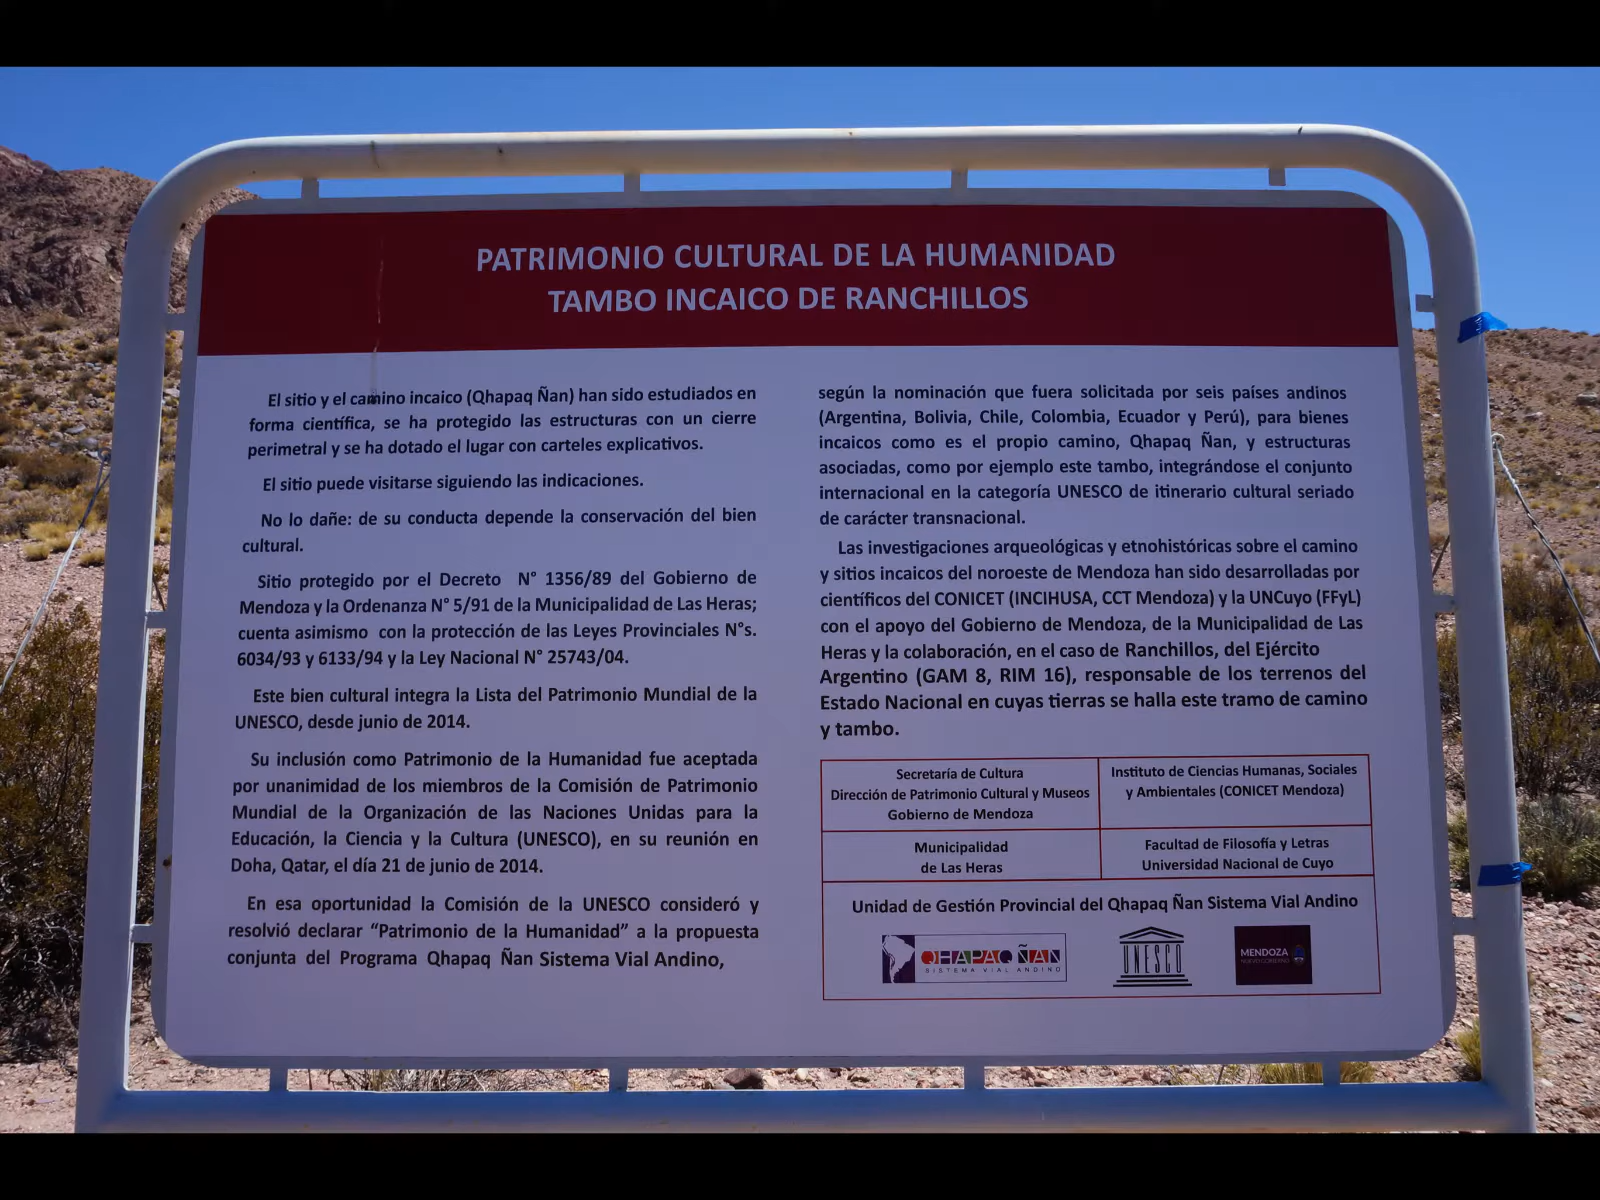 PATRIMONIO CULTURAL DE LA HUMANIDAD
TAMBO INCAICO DE RANCHILLOS
El sitio y el camino incaico (Qhapaq Ñan) han sido estudiados en
forma científica, se ha protegido las estructuras con un cierre
perimetral y se ha dotado el lugar con carteles explicativos.
El sitio puede visitarse siguiendo las indicaciones.
No lo dañe: de su conducta depende la conservación del bien
cultural.
Sitio protegido por el Decreto N° 1356/89 del Gobierno de
Mendoza y la Ordenanza N° 5/91 de la Municipalidad de Las Heras;
cuenta asimismo con la protección de las Leyes Provinciales N°s.
6034/93 y 6133/94 y la Ley Nacional N° 25743/04.
Este bien cultural integra la Lista del Patrimonio Mundial de la
UNESCO, desde junio de 2014.
Su inclusión como Patrimonio de la Humanidad fue aceptada
por unanimidad de los miembros de la Comisión de Patrimonio
Mundial de la Organización de las Naciones Unidas para la
Educación, la Ciencia y la Cultura (UNESCO), en su reunión en
Doha, Qatar, el día 21 de junio de 2014.
En esa oportunidad la Comisión de la UNESCO consideró y
resolvió declarar “Patrimonio de la Humanidad” a la propuesta
conjunta del Programa Qhapaq Ñan Sistema Vial Andino,
según la nominación que fuera solicitada por seis países andinos
(Argentina, Bolivia, Chile, Colombia, Ecuador y Perú), para bienes
incaicos como es el propio camino, Qhapaq Ñan, y estructuras
asociadas, como por ejemplo este tambo, integrándose el conjunto
internacional en la categoría UNESCO de itinerario cultural seriado
de carácter transnacional.
Las investigaciones arqueológicas y etnohistóricas sobre el camino
y sitios incaicos del noroeste de Mendoza han sido desarrolladas por
científicos del CONICET (INCIHUSA, CCT Mendoza) y la UNCuyo (FFyL)
con el apoyo del Gobierno de Mendoza, de la Municipalidad de Las
Heras y la colaboración, en el caso de Ranchillos, del Ejército
Argentino (GAM 8, RIM 16), responsable de los terrenos del
Estado Nacional en cuyas tierras se halla este tramo de camino
y tambo.
Secretaría de Cultura
Dirección de Patrimonio Cultural y Museos
Gobierno de Mendoza
Instituto de Ciencias Humanas, Sociales
y Ambientales (CONICET Mendoza)
Municipalidad
de Las Heras
Facultad de Filosofía y Letras
Universidad Nacional de Cuyo
Unidad de Gestión Provincial del Qhapaq Ñan Sistema Vial Andino
QHAPAQ ÑAN
SISTEMA VIAL ANDINO
UNESCO
MENDOZA
NUEVO GOBIERNO